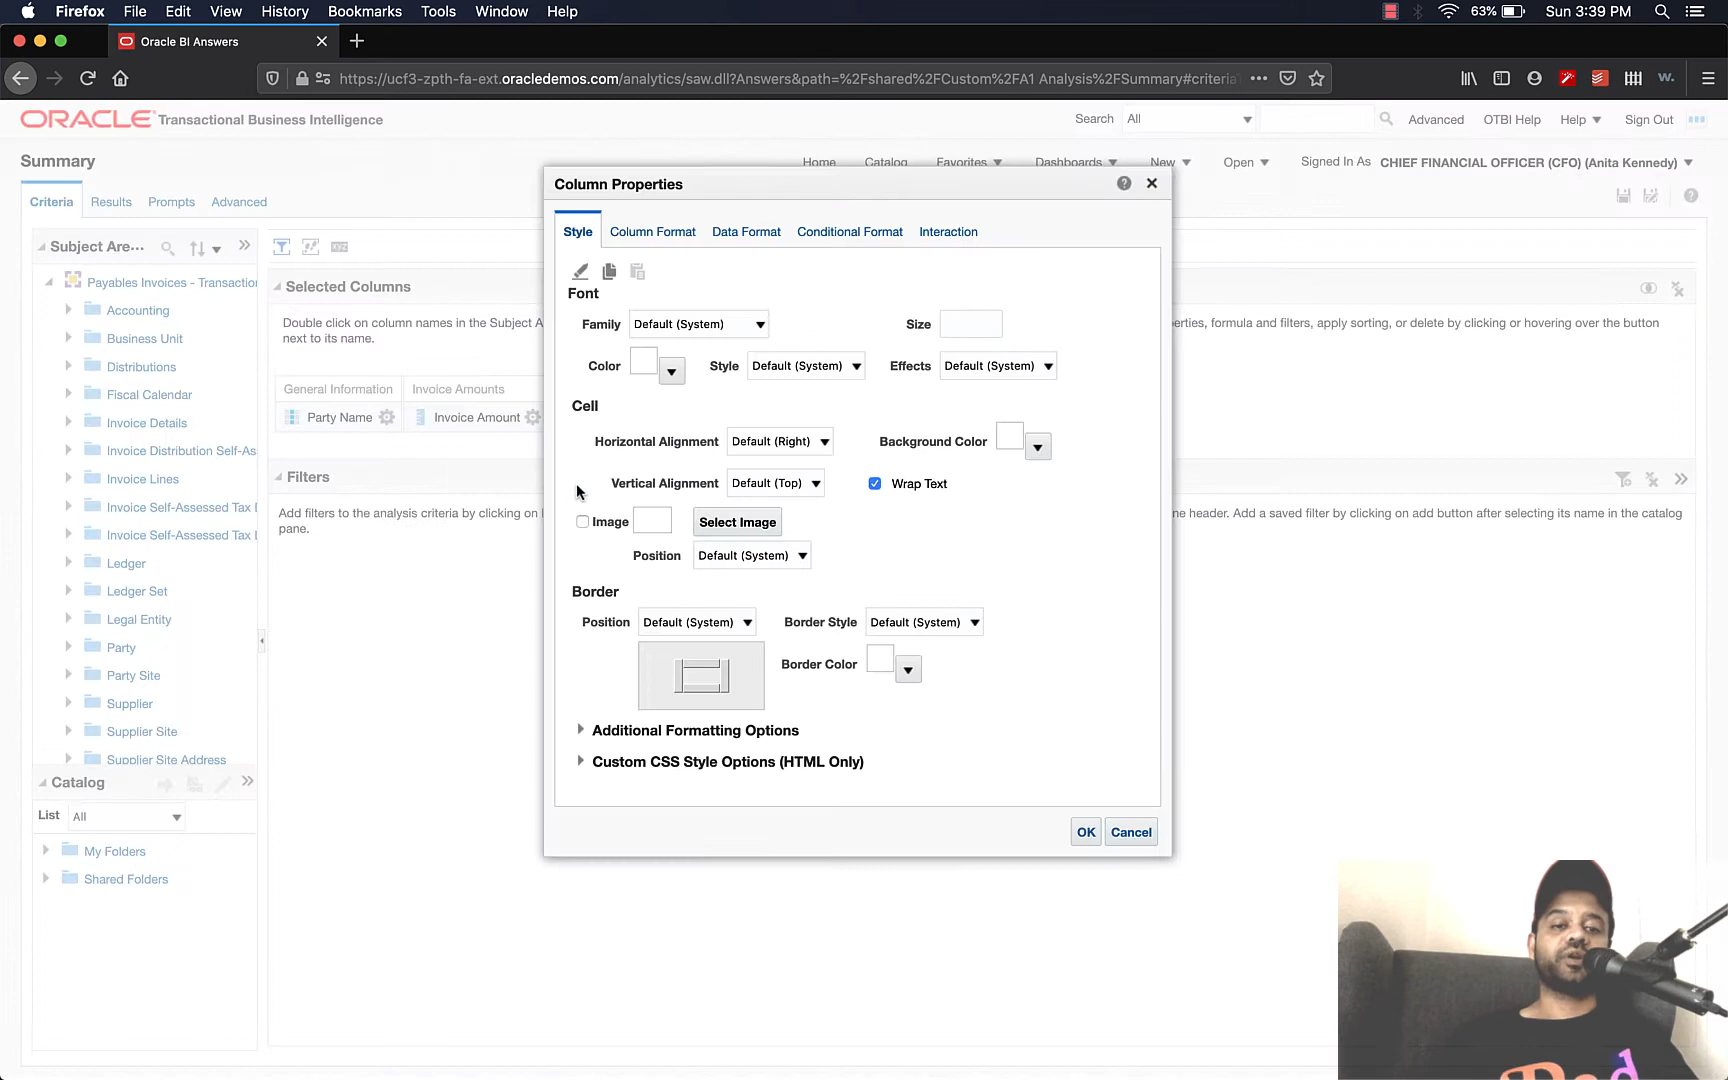 Firefox File Edit View History Bookmarks Tools Window Help 63% Sun 3:39 PM
Oracle BI Answers
https://ucf3-zpth-fa-ext.oracledemos.com/analytics/saw.dll?Answers&path=%2Fshared%2FCustom%2FA1 Analysis%2FSummary#criteria
ORACLE Transactional Business Intelligence Search All Advanced OTBI Help Help Sign Out
Summary Home Catalog Favorites Dashboards New Open Signed In As CHIEF FINANCIAL OFFICER (CFO) (Anita Kennedy)
Criteria Results Prompts Advanced
Subject Are...
Payables Invoices - Transaction
Accounting
Business Unit
Distributions
Fiscal Calendar
Invoice Details
Invoice Distribution Self-As
Invoice Lines
Invoice Self-Assessed Tax
Invoice Self-Assessed Tax
Ledger
Ledger Set
Legal Entity
Party
Party Site
Supplier
Supplier Site
Supplier Site Address
Catalog
List All
My Folders
Shared Folders
Selected Columns
Double click on column names in the Subject A
perties, formula and filters, apply sorting, or delete by clicking or hovering over the button
next to its name.
General Information Invoice Amounts
Party Name Invoice Amount
Filters
Add filters to the analysis criteria by clicking on
ne header. Add a saved filter by clicking on add button after selecting its name in the catalog
pane.
Column Properties
Style Column Format Data Format Conditional Format Interaction
Font
Family Default (System) Size
Color Style Default (System) Effects Default (System)
Cell
Horizontal Alignment Default (Right) Background Color
Vertical Alignment Default (Top) Wrap Text
Image Select Image
Position Default (System)
Border
Position Default (System) Border Style Default (System)
Border Color
Additional Formatting Options
Custom CSS Style Options (HTML Only)
OK Cancel